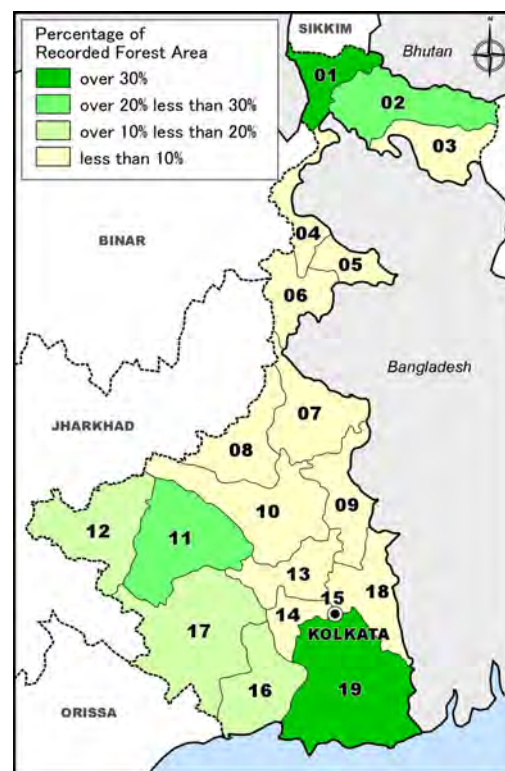 Percentage of
Recorded Forest Area
over 30%
over 20% less than 30%
over 10% less than 20%
less than 10%
SIKKIM
Bhutan
N
01
02
03
BINAR
04
05
06
Bangladesh
07
JHARKHAD
08
09
10
12
11
13
15
18
14
KOLKATA
17
16
19
ORISSA